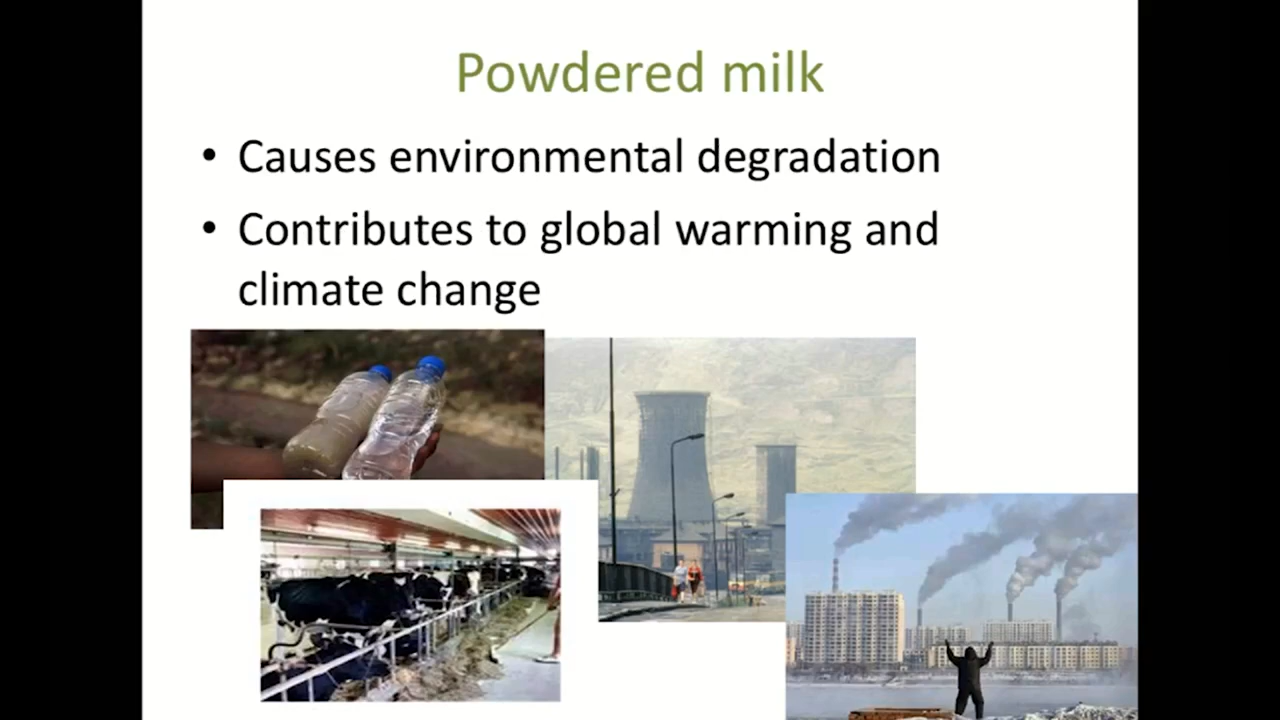 Powdered milk
• Causes environmental degradation
• Contributes to global warming and
climate change